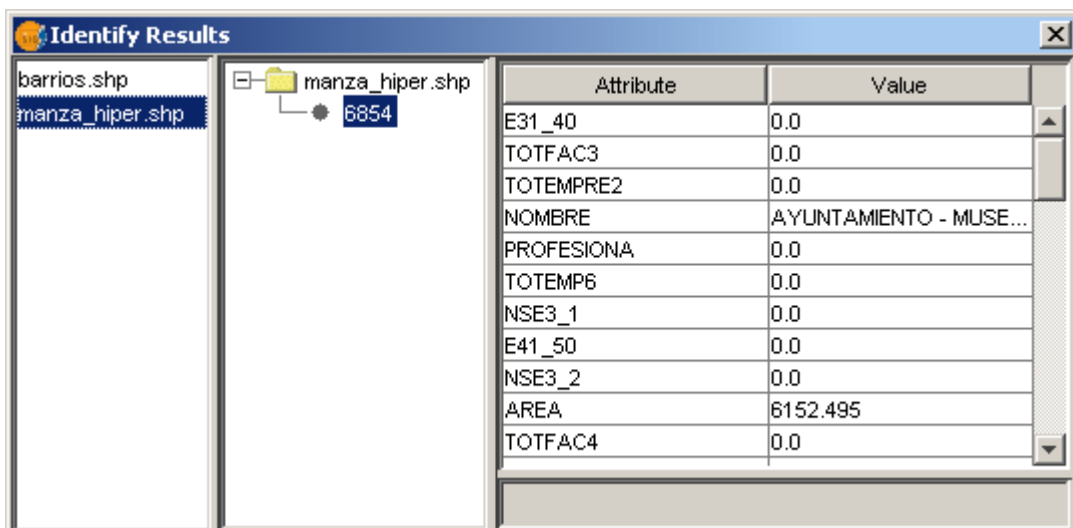 Identify Results
barrios.shp
manza_hiper.shp
manza_hiper.shp
6854
Attribute Value
E31_40 0.0
TOTFAC3 0.0
TOTEMPRE2 0.0
NOMBRE AYUNTAMIENTO - MUSE...
PROFESIONA 0.0
TOTEMP6 0.0
NSE3_1 0.0
E41_50 0.0
NSE3_2 0.0
AREA 6152.495
TOTFAC4 0.0